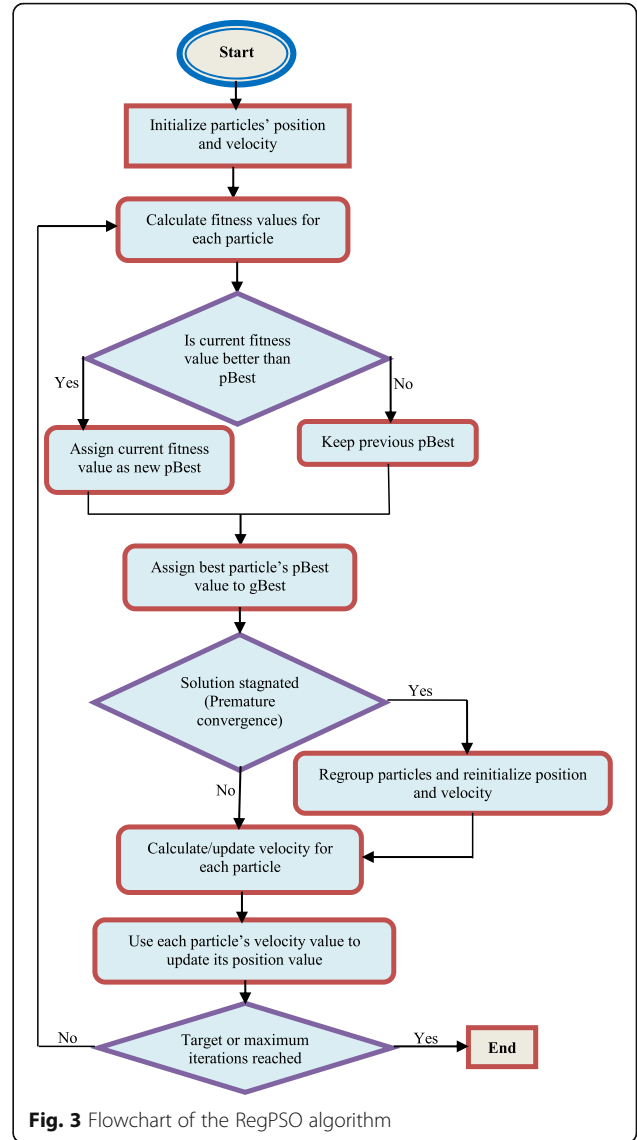 Start
Initialize particles' position
and velocity
Calculate fitness values for
each particle
Is current fitness
value better than
pBest
Yes
No
Assign current fitness
value as new pBest
Keep previous pBest
Assign best particle's pBest
value to gBest
Solution stagnated
(Premature
convergence)
Yes
No
Regroup particles and reinitialize position
and velocity
Calculate/update velocity for
each particle
Use each particle's velocity value to
update its position value
Target or maximum
iterations reached
No
Yes
End
Fig. 3 Flowchart of the RegPSO algorithm